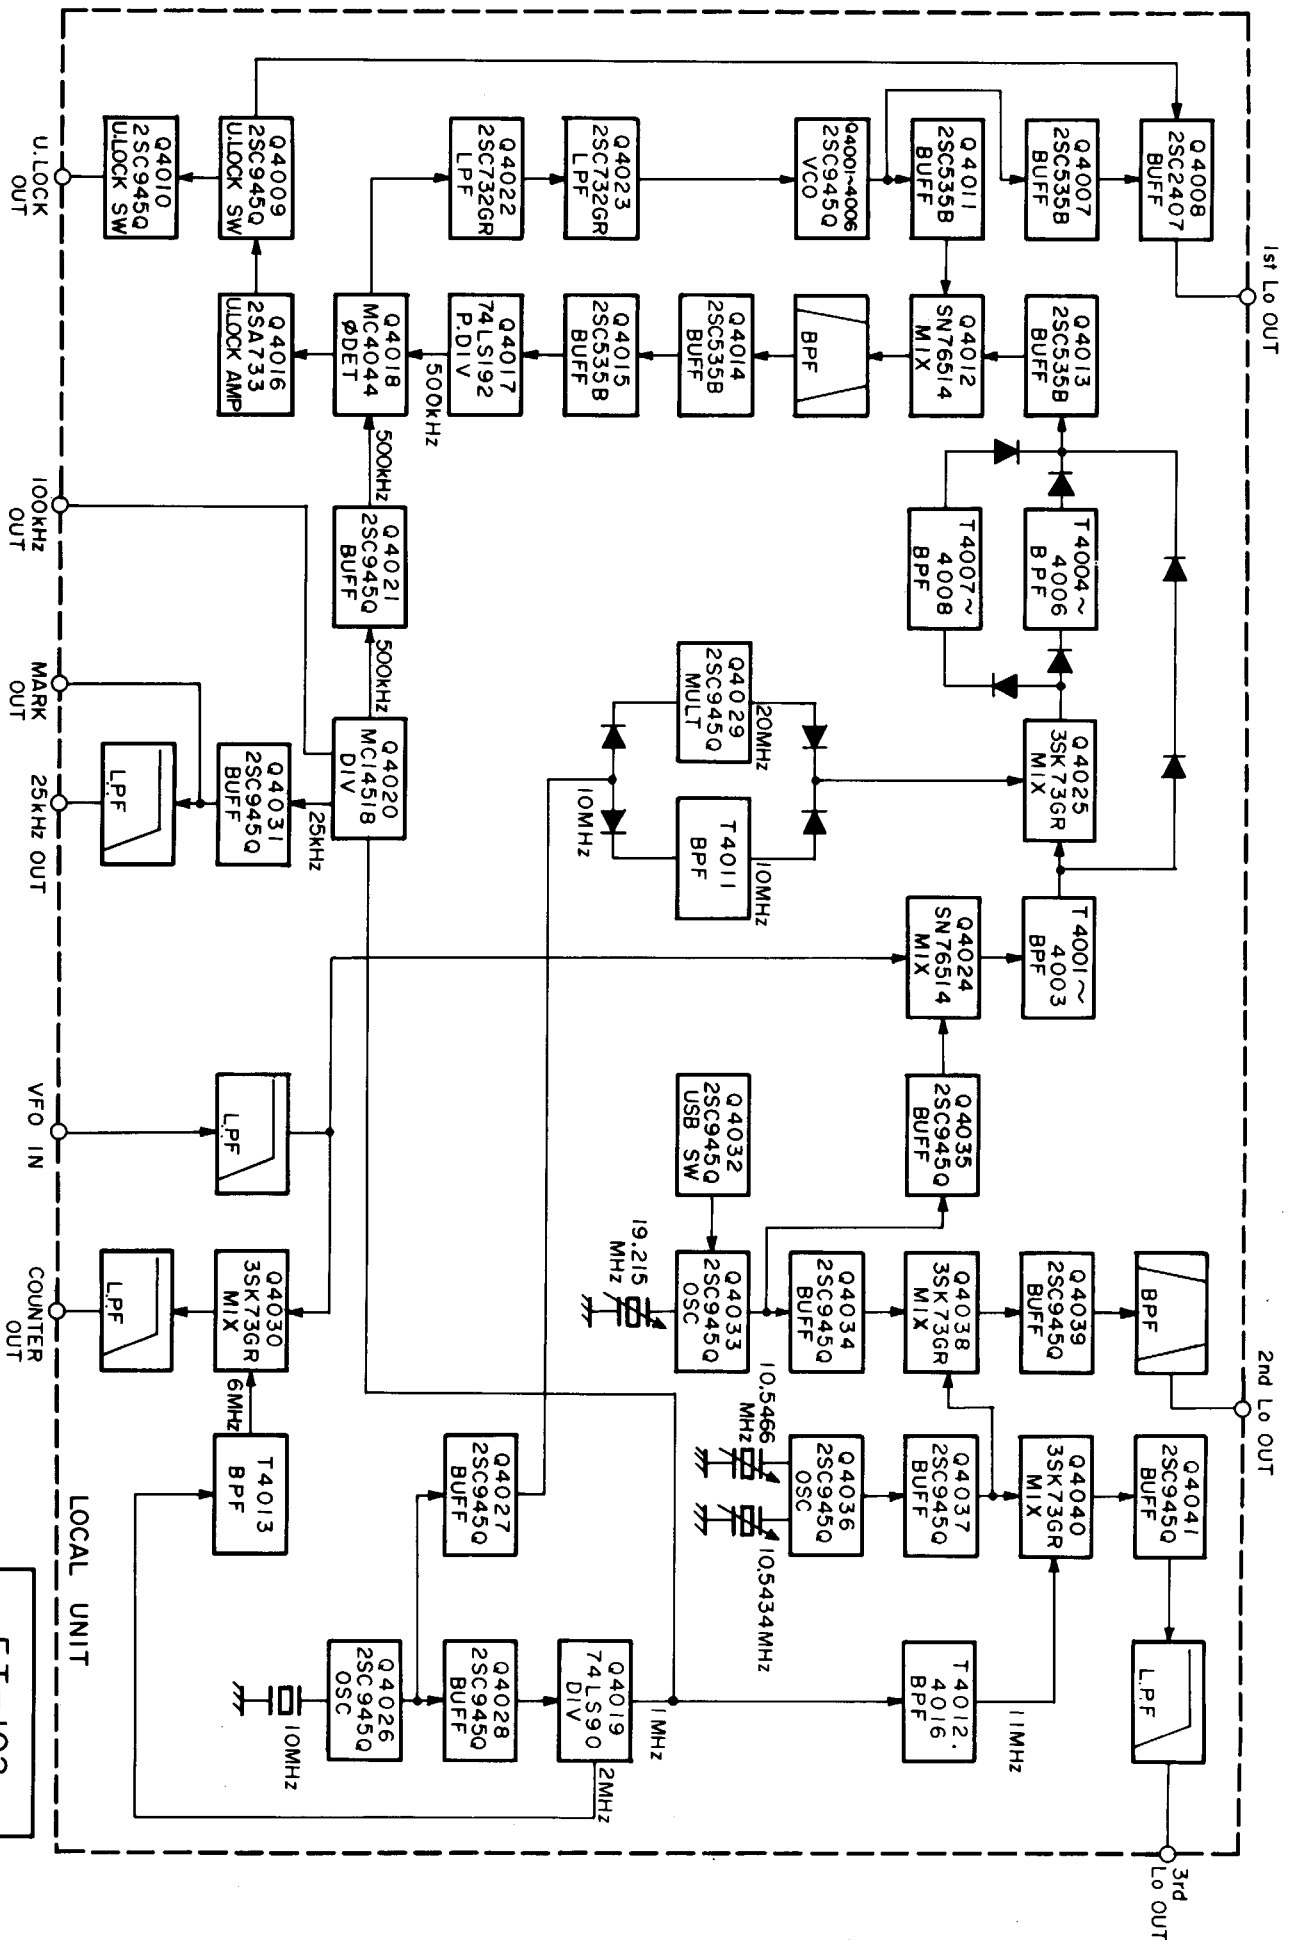 1st Lo OUT
2nd Lo OUT
3rd
Lo OUT
Q4008
2SC2407
BUFF
Q4007
2SC535B
BUFF
Q4011
2SC535B
BUFF
Q4001~4006
2SC945Q
VCO
Q4023
2SC732GR
LPF
Q4022
2SC732GR
LPF
Q4009
2SC945Q
U.LOCK SW
Q4010
2SC945Q
U.LOCK SW
U.LOCK
OUT
Q4013
2SC535B
BUFF
Q4012
SN76514
MIX
BPF
Q4014
2SC535B
BUFF
Q4015
2SC535B
BUFF
Q4017
74LS192
P.DIV
500kHz
Q4018
MC4044
ØDET
Q4016
2SA733
U.LOCK AMP
T4004~
4006
BPF
T4007~
4008
BPF
500kHz
Q4021
2SC945Q
BUFF
500kHz
100kHz
OUT
Q4025
3SK73GR
MIX
Q4029
2SC945Q
MULT
20MHz
T4011
BPF
10MHz
10MHz
Q4020
MC14518
DIV
25kHz
Q4031
2SC945Q
BUFF
L.P.F
MARK
OUT
25kHz OUT
T4001~
4003
BPF
Q4024
SN76514
MIX
Q4035
2SC945Q
BUFF
Q4032
2SC945Q
USB SW
L.P.F
VFO IN
BPF
Q4039
2SC945Q
BUFF
Q4038
3SK73GR
MIX
Q4034
2SC945Q
BUFF
Q4033
2SC945Q
OSC
19.215
MHz
Q4030
3SK73GR
MIX
L.P.F
COUNTER
OUT
6MHz
T4013
BPF
Q4041
2SC945Q
BUFF
Q4040
3SK73GR
MIX
Q4037
2SC945Q
BUFF
Q4036
2SC945Q
OSC
10.5466
MHz
10.5434MHz
Q4027
2SC945Q
BUFF
L.P.F
T4012.
4016
BPF
11MHz
Q4019
74LS90
DIV
1MHz
2MHz
Q4028
2SC945Q
BUFF
Q4026
2SC945Q
OSC
10MHz
LOCAL UNIT